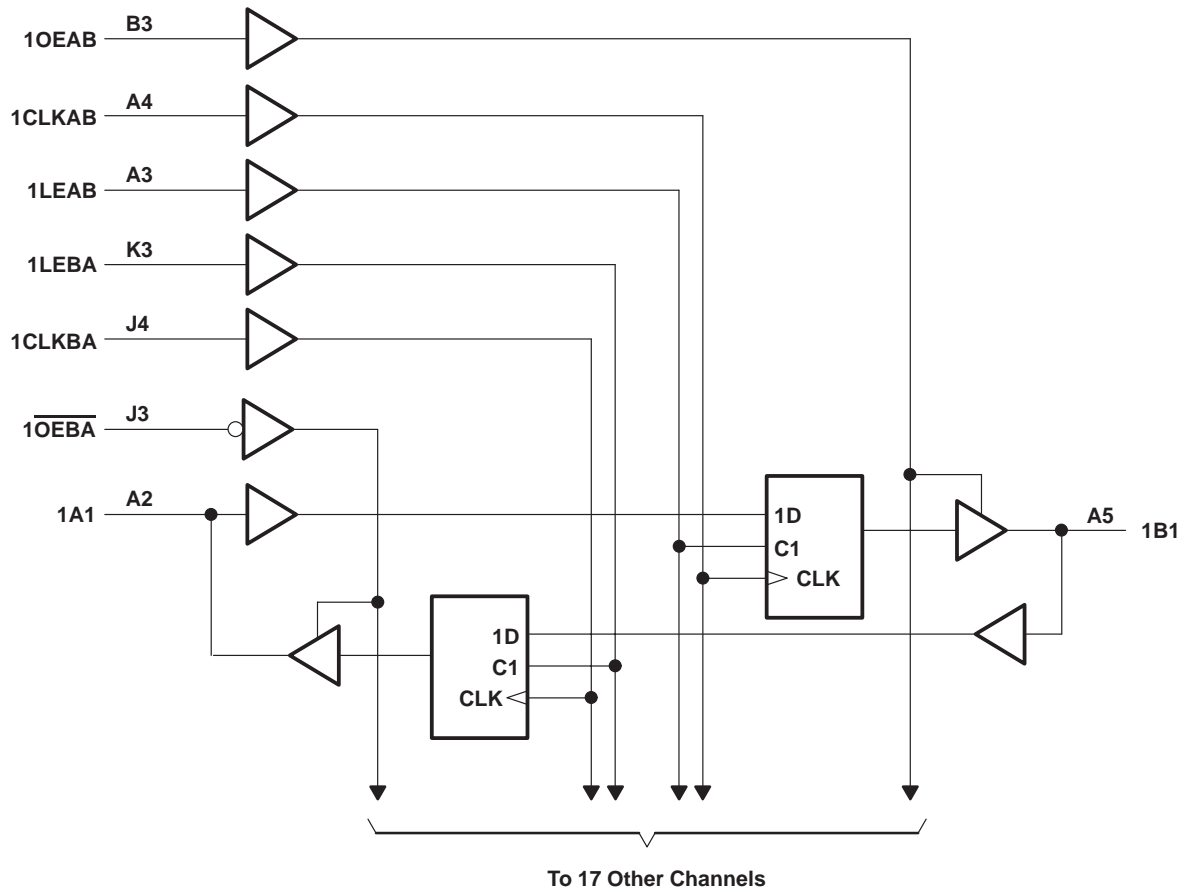 1OEAB B3
1CLKAB A4
1LEAB A3
1LEBA K3
1CLKBA J4
1OEBA J3
1A1 A2
1D
C1
CLK
A5 1B1
1D
C1
CLK
To 17 Other Channels